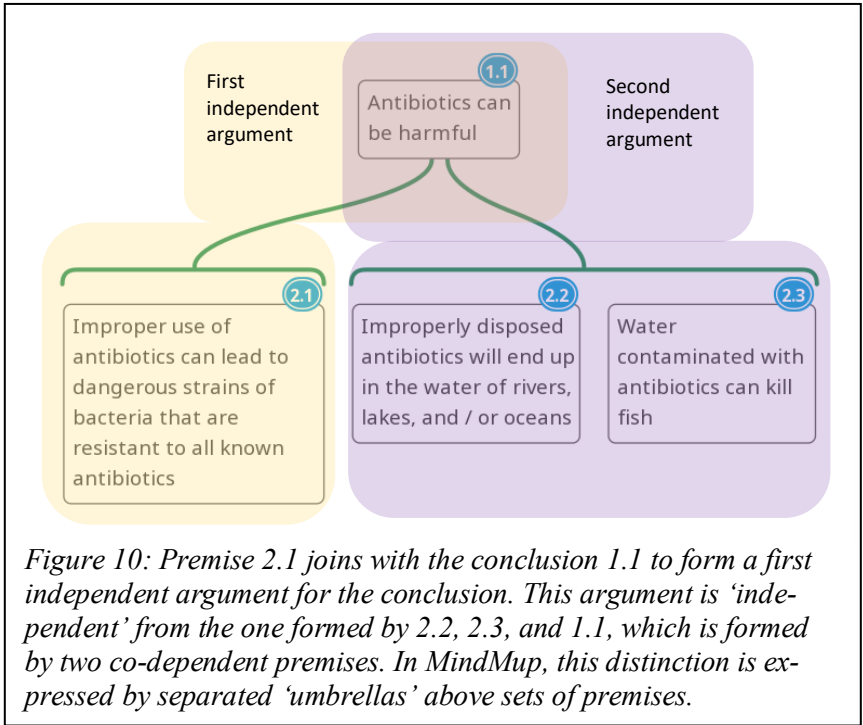 First
independent
argument
1.1
Antibiotics can
be harmful
Second
independent
argument
2.1
Improper use of
antibiotics can lead to
dangerous strains of
bacteria that are
resistant to all known
antibiotics
2.2
Improperly disposed
antibiotics will end up
in the water of rivers,
lakes, and / or oceans
2.3
Water
contaminated with
antibiotics can kill
fish
Figure 10: Premise 2.1 joins with the conclusion 1.1 to form a first
independent argument for the conclusion. This argument is ‘inde-
pendent’ from the one formed by 2.2, 2.3, and 1.1, which is formed
by two co-dependent premises. In MindMup, this distinction is ex-
pressed by separated ‘umbrellas’ above sets of premises.